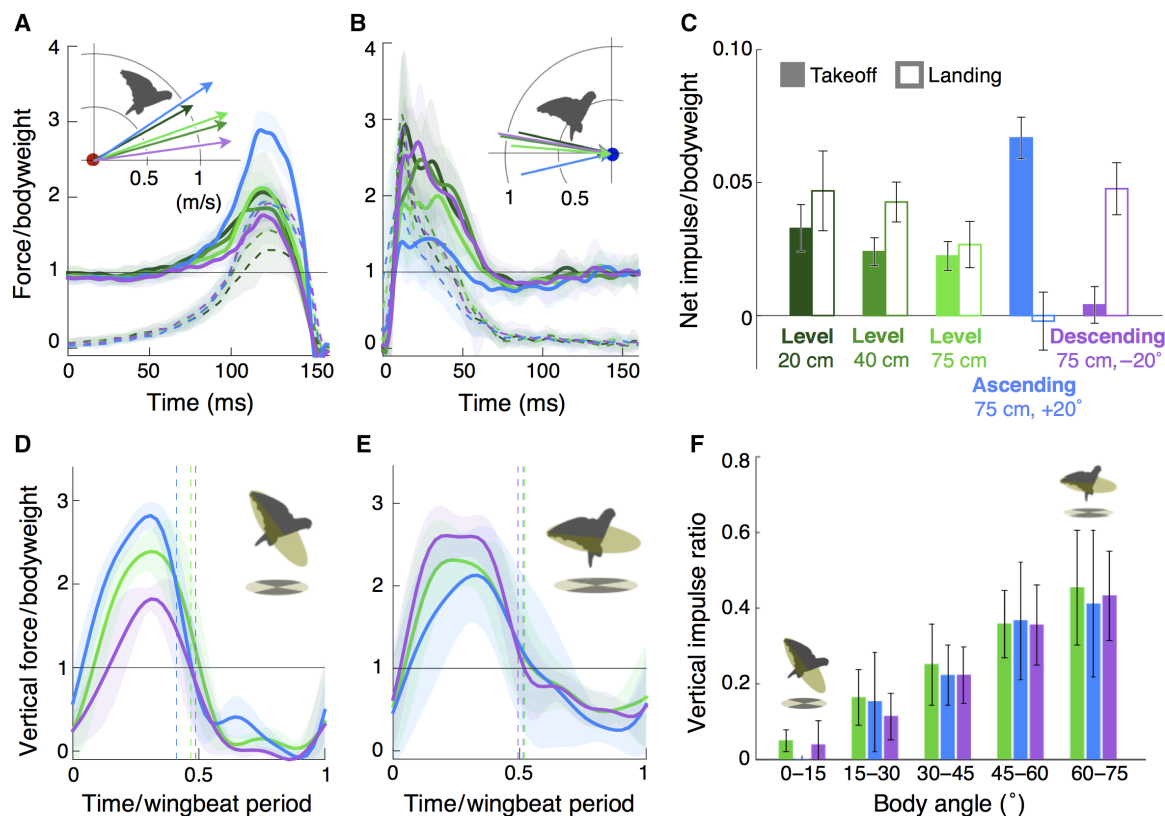 A
B
C
4
3
2
1
0
Force/bodyweight
0.5
1
(m/s)
0
50
100
150
Time (ms)
4
3
2
1
0
1
0.5
0
50
100
150
Time (ms)
0.10
0.05
0
Net impulse/bodyweight
Takeoff
Landing
Level
20 cm
Level
40 cm
Level
75 cm
Descending
75 cm, –20°
Ascending
75 cm, +20°
D
E
F
3
2
1
0
Vertical force/bodyweight
0
0.5
1
Time/wingbeat period
3
2
1
0
0
0.5
1
Time/wingbeat period
0.8
0.6
0.4
0.2
0
Vertical impulse ratio
0–15
15–30
30–45
45–60
60–75
Body angle (°)